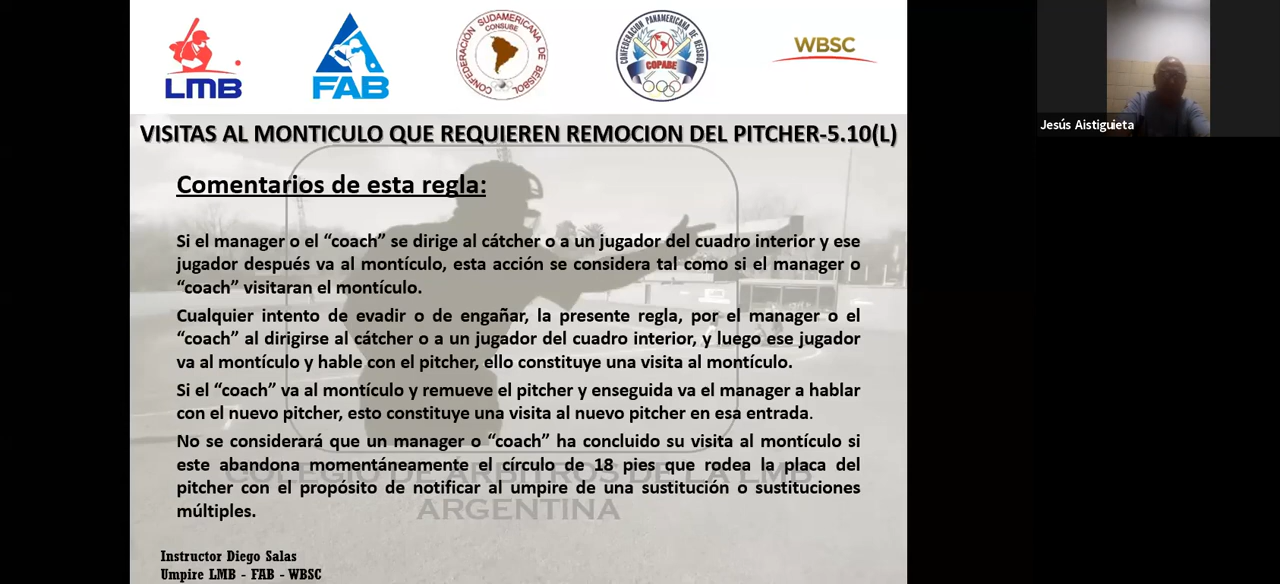 LMB
FAB
CONFEDERACIÓN SUDAMERICANA DE BÉISBOL
CONSUBE
CONFEDERACION PANAMERICANA DE BEISBOL
COPABE
WBSC
Jesús Aistiguieta
VISITAS AL MONTICULO QUE REQUIEREN REMOCION DEL PITCHER-5.10(L)
Comentarios de esta regla:
Si el manager o el “coach” se dirige al cátcher o a un jugador del cuadro interior y ese
jugador después va al montículo, esta acción se considera tal como si el manager o
“coach” visitaran el montículo.
Cualquier intento de evadir o de engañar, la presente regla, por el manager o el
“coach” al dirigirse al cátcher o a un jugador del cuadro interior, y luego ese jugador
va al montículo y hable con el pitcher, ello constituye una visita al montículo.
Si el “coach” va al montículo y remueve el pitcher y enseguida va el manager a hablar
con el nuevo pitcher, esto constituye una visita al nuevo pitcher en esa entrada.
No se considerará que un manager o “coach” ha concluido su visita al montículo si
este abandona momentáneamente el círculo de 18 pies que rodea la placa del
pitcher con el propósito de notificar al umpire de una sustitución o sustituciones
múltiples.
COLEGIO DE ÁRBITROS DE LA LMB
ARGENTINA
Instructor Diego Salas
Umpire LMB - FAB - WBSC